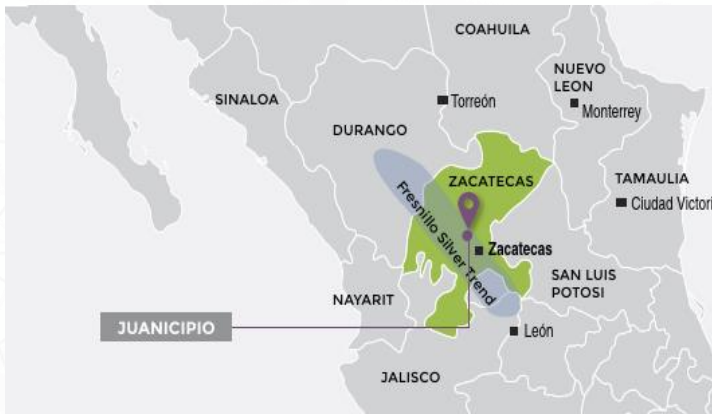 COAHUILA
NUEVO
LEON
SINALOA
Torreón
Monterrey
DURANGO
ZACATECAS
TAMAULIA
Fresnillo Silver Trend
Ciudad Victori
Zacatecas
SAN LUIS
POTOSI
NAYARIT
JUANICIPIO
León
JALISCO